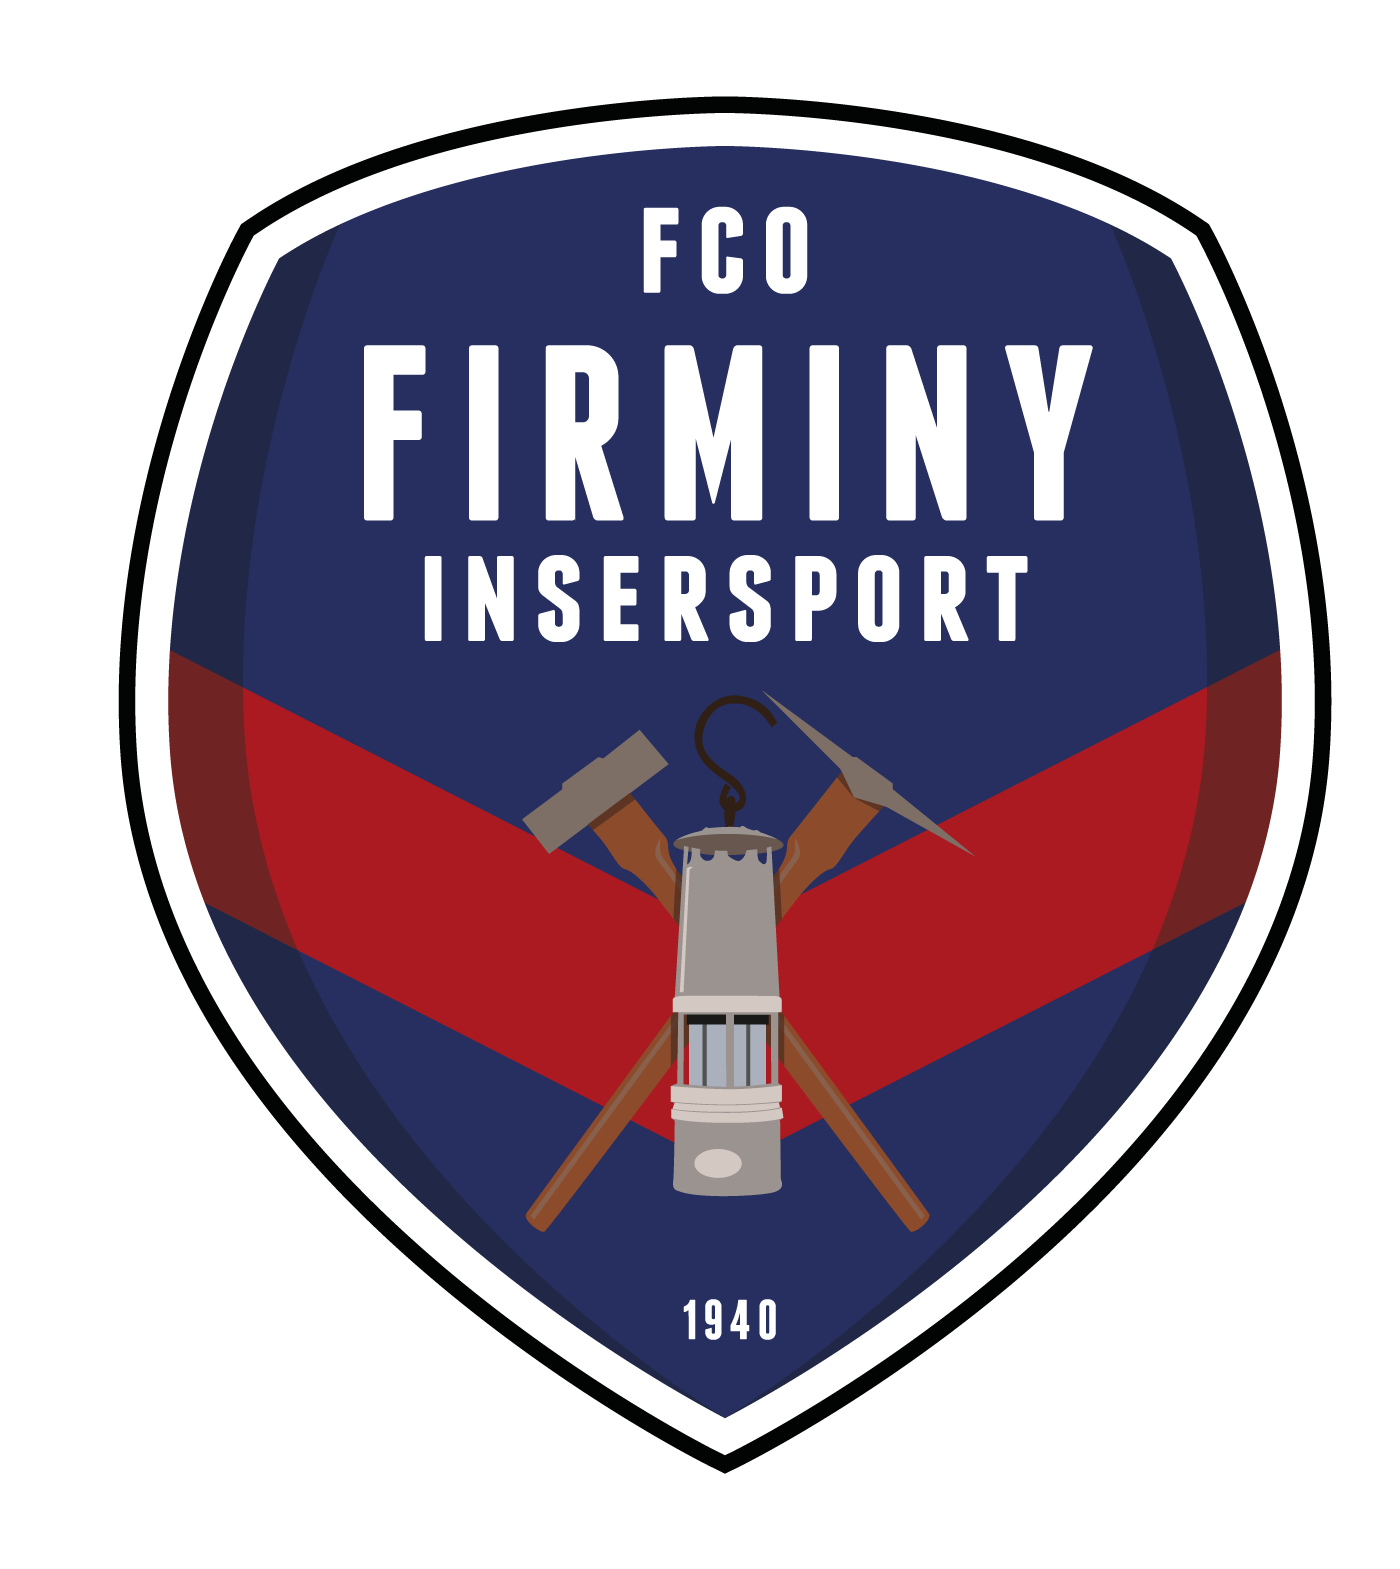 FCO
FIRMINY
INSERSPORT
1940